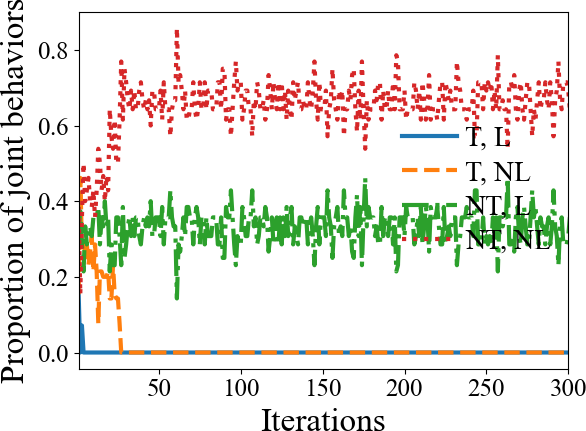 Proportion of joint behaviors
0.8
0.6
0.4
0.2
0.0
T, L
T, NL
NT, L
NT, NL
50 100 150 200 250 300
Iterations